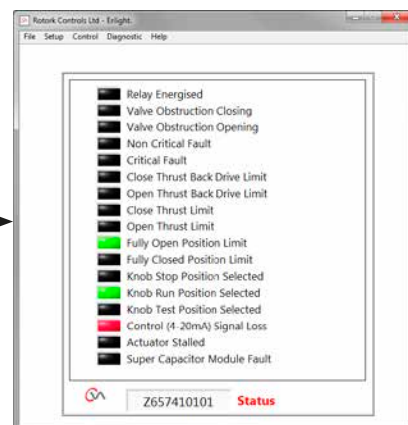 Rotork Controls Ltd - Enlight.
File Setup Control Diagnostic Help
Relay Energised
Valve Obstruction Closing
Valve Obstruction Opening
Non Critical Fault
Critical Fault
Close Thrust Back Drive Limit
Open Thrust Back Drive Limit
Close Thrust Limit
Open Thrust Limit
Fully Open Position Limit
Fully Closed Position Limit
Knob Stop Position Selected
Knob Run Position Selected
Knob Test Position Selected
Control (4-20mA) Signal Loss
Actuator Stalled
Super Capacitor Module Fault
Z657410101 Status